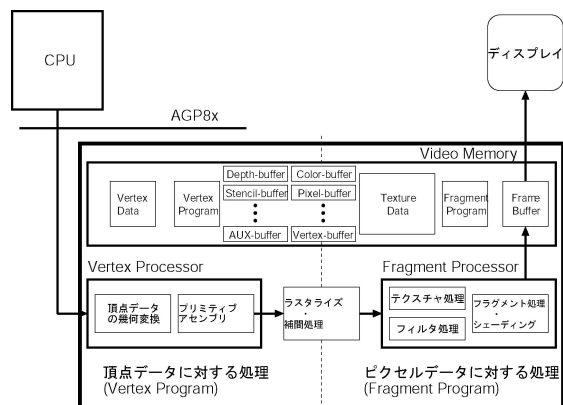 CPU
ディスプレイ
AGP8x
Video Memory
Vertex
Data
Vertex
Program
Depth-buffer
Stencil-buffer
AUX-buffer
Color-buffer
Pixel-buffer
Vertex-buffer
Texture
Data
Fragment
Program
Frame
Buffer
Vertex Processor
Fragment Processor
頂点データ
の幾何変換
プリミティブ
アセンブリ
ラスタライズ
・
補間処理
テクスチャ処理
フィルタ処理
フラグメント処理
・
シェーディング
頂点データに対する処理
(Vertex Program)
ピクセルデータに対する処理
(Fragment Program)